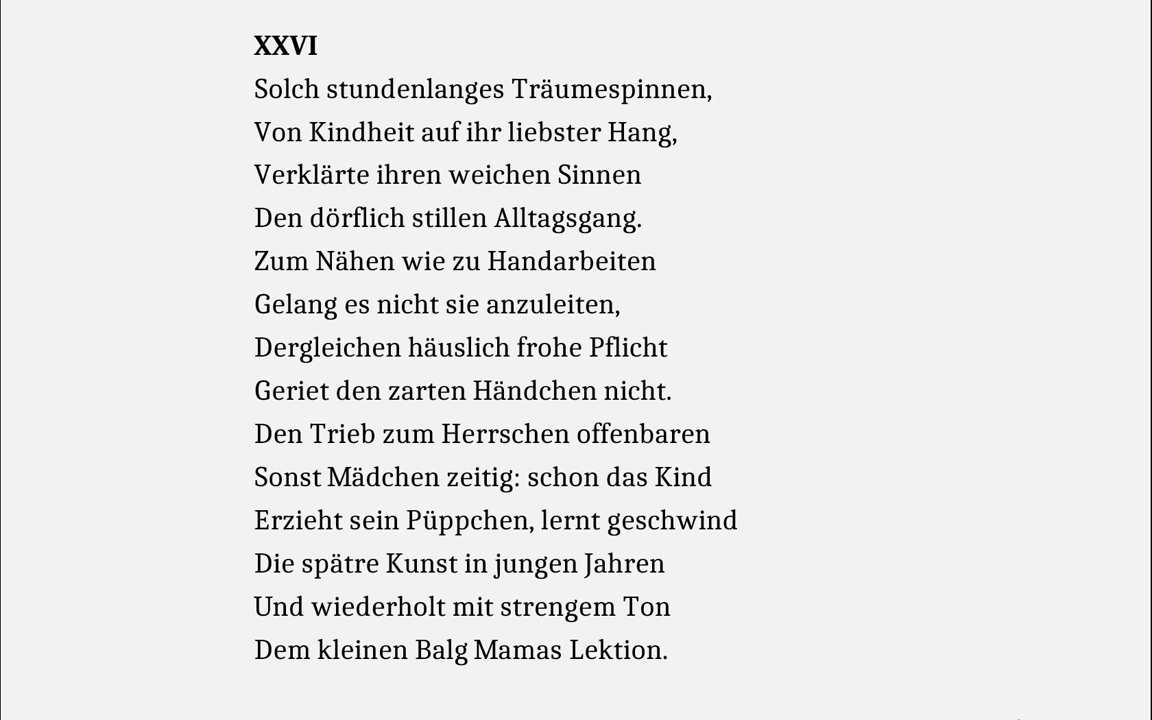 XXVI
Solch stundenlanges Träumespinnen,
Von Kindheit auf ihr liebster Hang,
Verklärte ihren weichen Sinnen
Den dörflich stillen Alltagsgang.
Zum Nähen wie zu Handarbeiten
Gelang es nicht sie anzuleiten,
Dergleichen häuslich frohe Pflicht
Geriet den zarten Händchen nicht.
Den Trieb zum Herrschen offenbaren
Sonst Mädchen zeitig: schon das Kind
Erzieht sein Püppchen, lernt geschwind
Die spätre Kunst in jungen Jahren
Und wiederholt mit strengem Ton
Dem kleinen Balg Mamas Lektion.